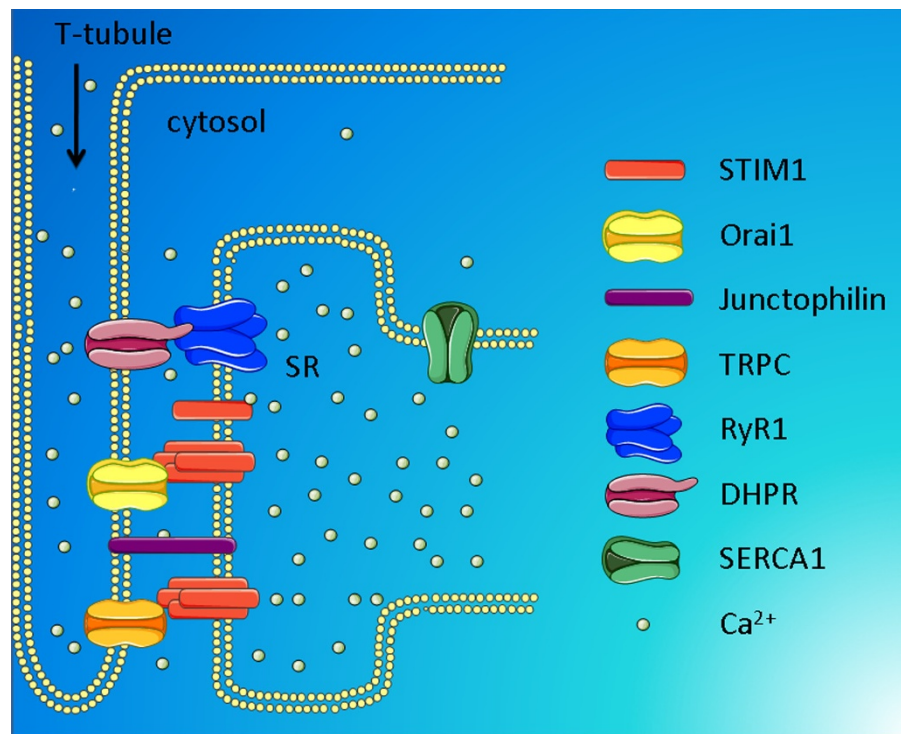 T-tubule
cytosol
SR
STIM1
Orai1
Junctophilin
TRPC
RyR1
DHPR
SERCA1
Ca²⁺